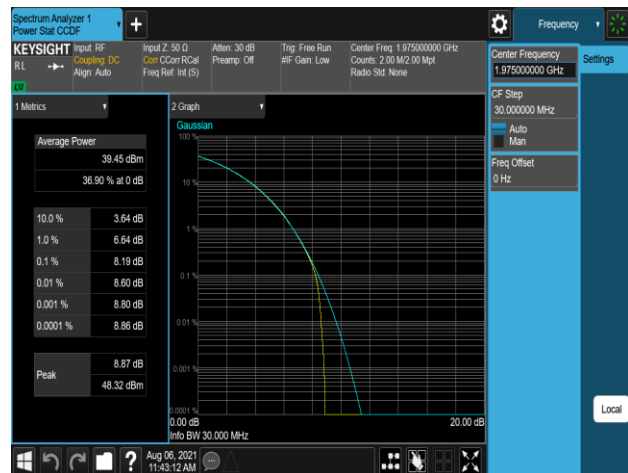 Spectrum Analyzer 1
Power Stat CCDF
Frequency
KEYSIGHT
RL
Input: RF
Coupling: DC
Align: Auto
Input Z: 50 Ω
Corr CCorr RCal
Freq Ref: Int (S)
Atten: 30 dB
Preamp: Off
Trig: Free Run
#IF Gain: Low
Center Freq: 1.975000000 GHz
Counts: 2.00 M/2.00 Mpt
Radio Std: None
Center Frequency
1.975000000 GHz
Settings
CF Step
30.000000 MHz
Auto
Man
Freq Offset
0 Hz
1 Metrics
Average Power
39.45 dBm
36.90 % at 0 dB
10.0 % 3.64 dB
1.0 % 6.64 dB
0.1 % 8.19 dB
0.01 % 8.60 dB
0.001 % 8.80 dB
0.0001 % 8.86 dB
Peak
8.87 dB
48.32 dBm
2 Graph
Gaussian
100 %
10 %
1 %
0.1 %
0.01 %
0.001 %
0.0001 %
0.00 dB
20.00 dB
Info BW 30.000 MHz
Local
?
Aug 06, 2021
11:43:12 AM